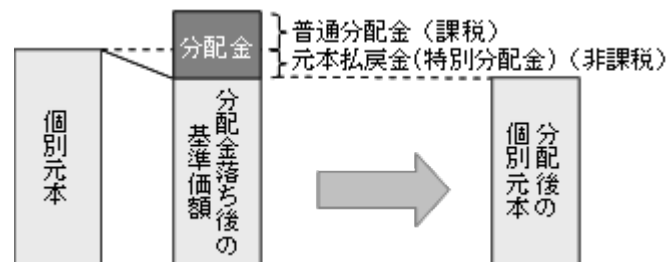 普通分配金（課税）
分配金
元本払戻金(特別分配金)（非課税）
個別元本
分配金落ち後の
基準価額
分配後の
個別元本